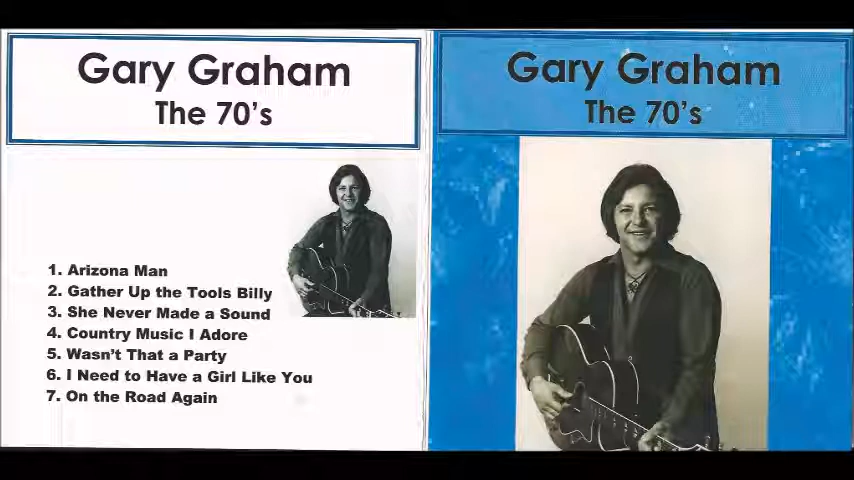 Gary Graham
The 70's
1. Arizona Man
2. Gather Up the Tools Billy
3. She Never Made a Sound
4. Country Music I Adore
5. Wasn't That a Party
6. I Need to Have a Girl Like You
7. On the Road Again
Gary Graham
The 70's